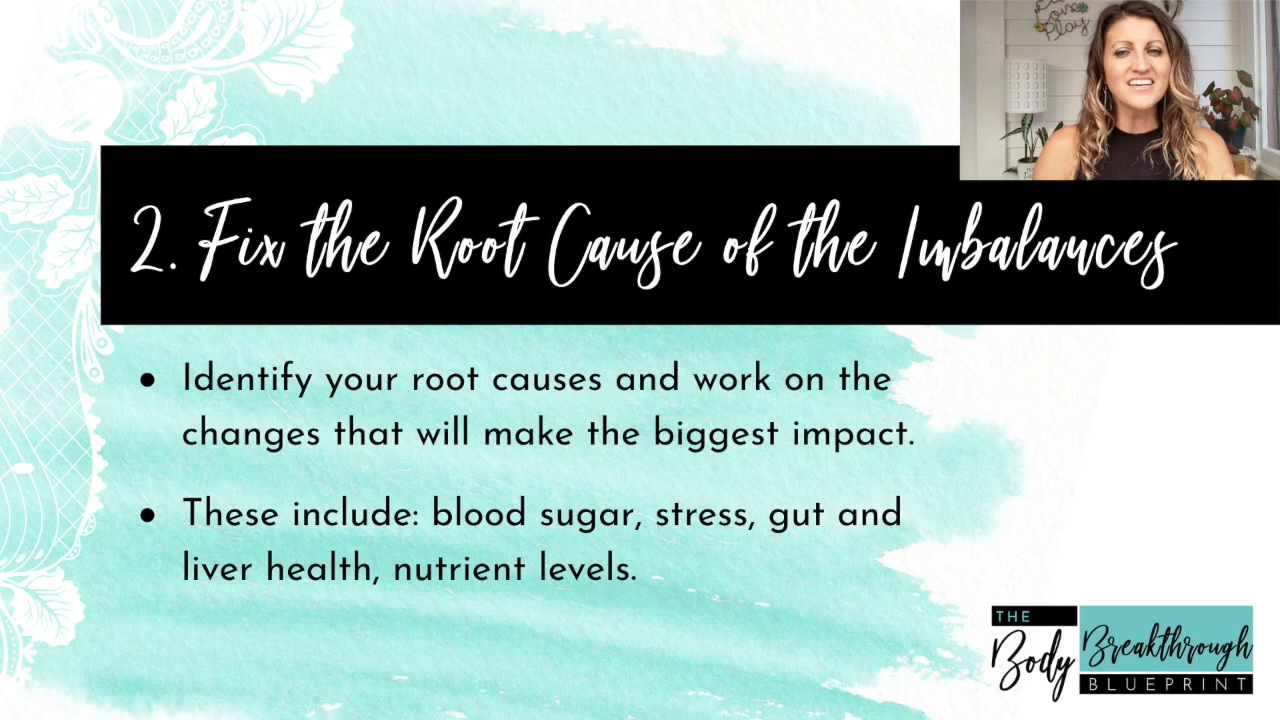 Love
Play
2. Fix the Root Cause of the Imbalances
• Identify your root causes and work on the
changes that will make the biggest impact.
• These include: blood sugar, stress, gut and
liver health, nutrient levels.
THE
Body Breakthrough
BLUEPRINT